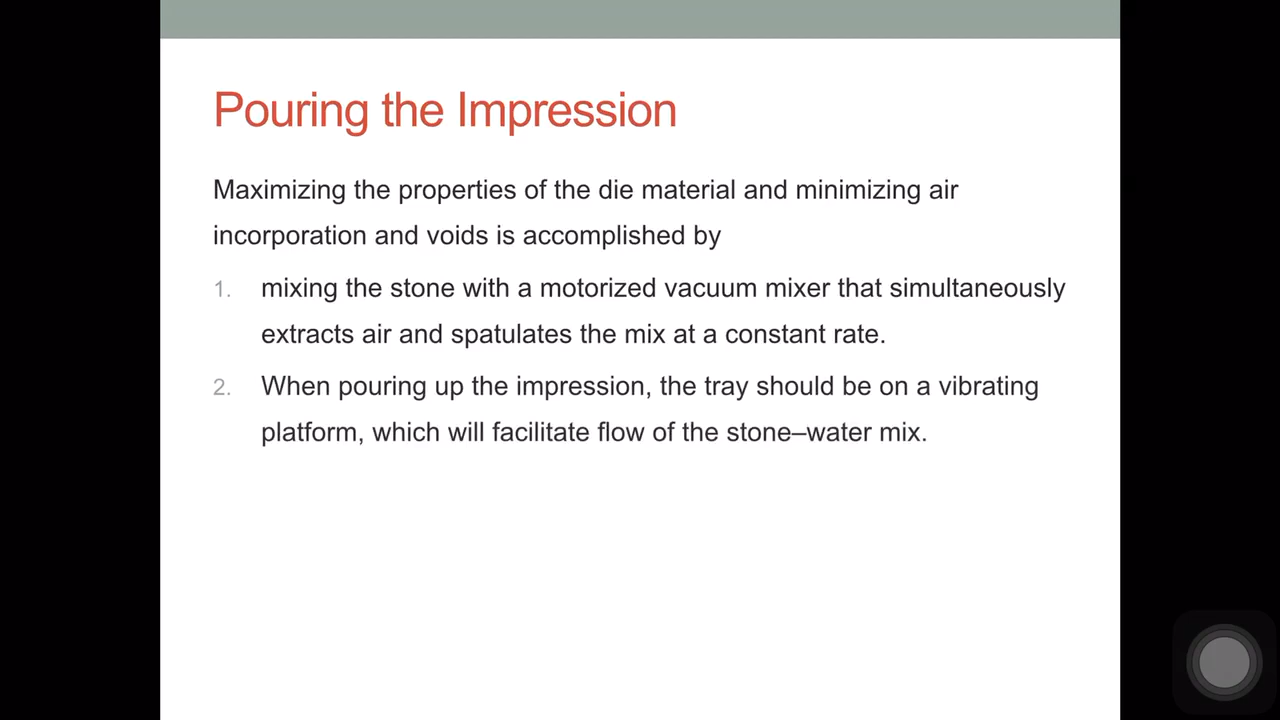 Pouring the Impression
Maximizing the properties of the die material and minimizing air
incorporation and voids is accomplished by
1. mixing the stone with a motorized vacuum mixer that simultaneously
extracts air and spatulates the mix at a constant rate.
2. When pouring up the impression, the tray should be on a vibrating
platform, which will facilitate flow of the stone–water mix.